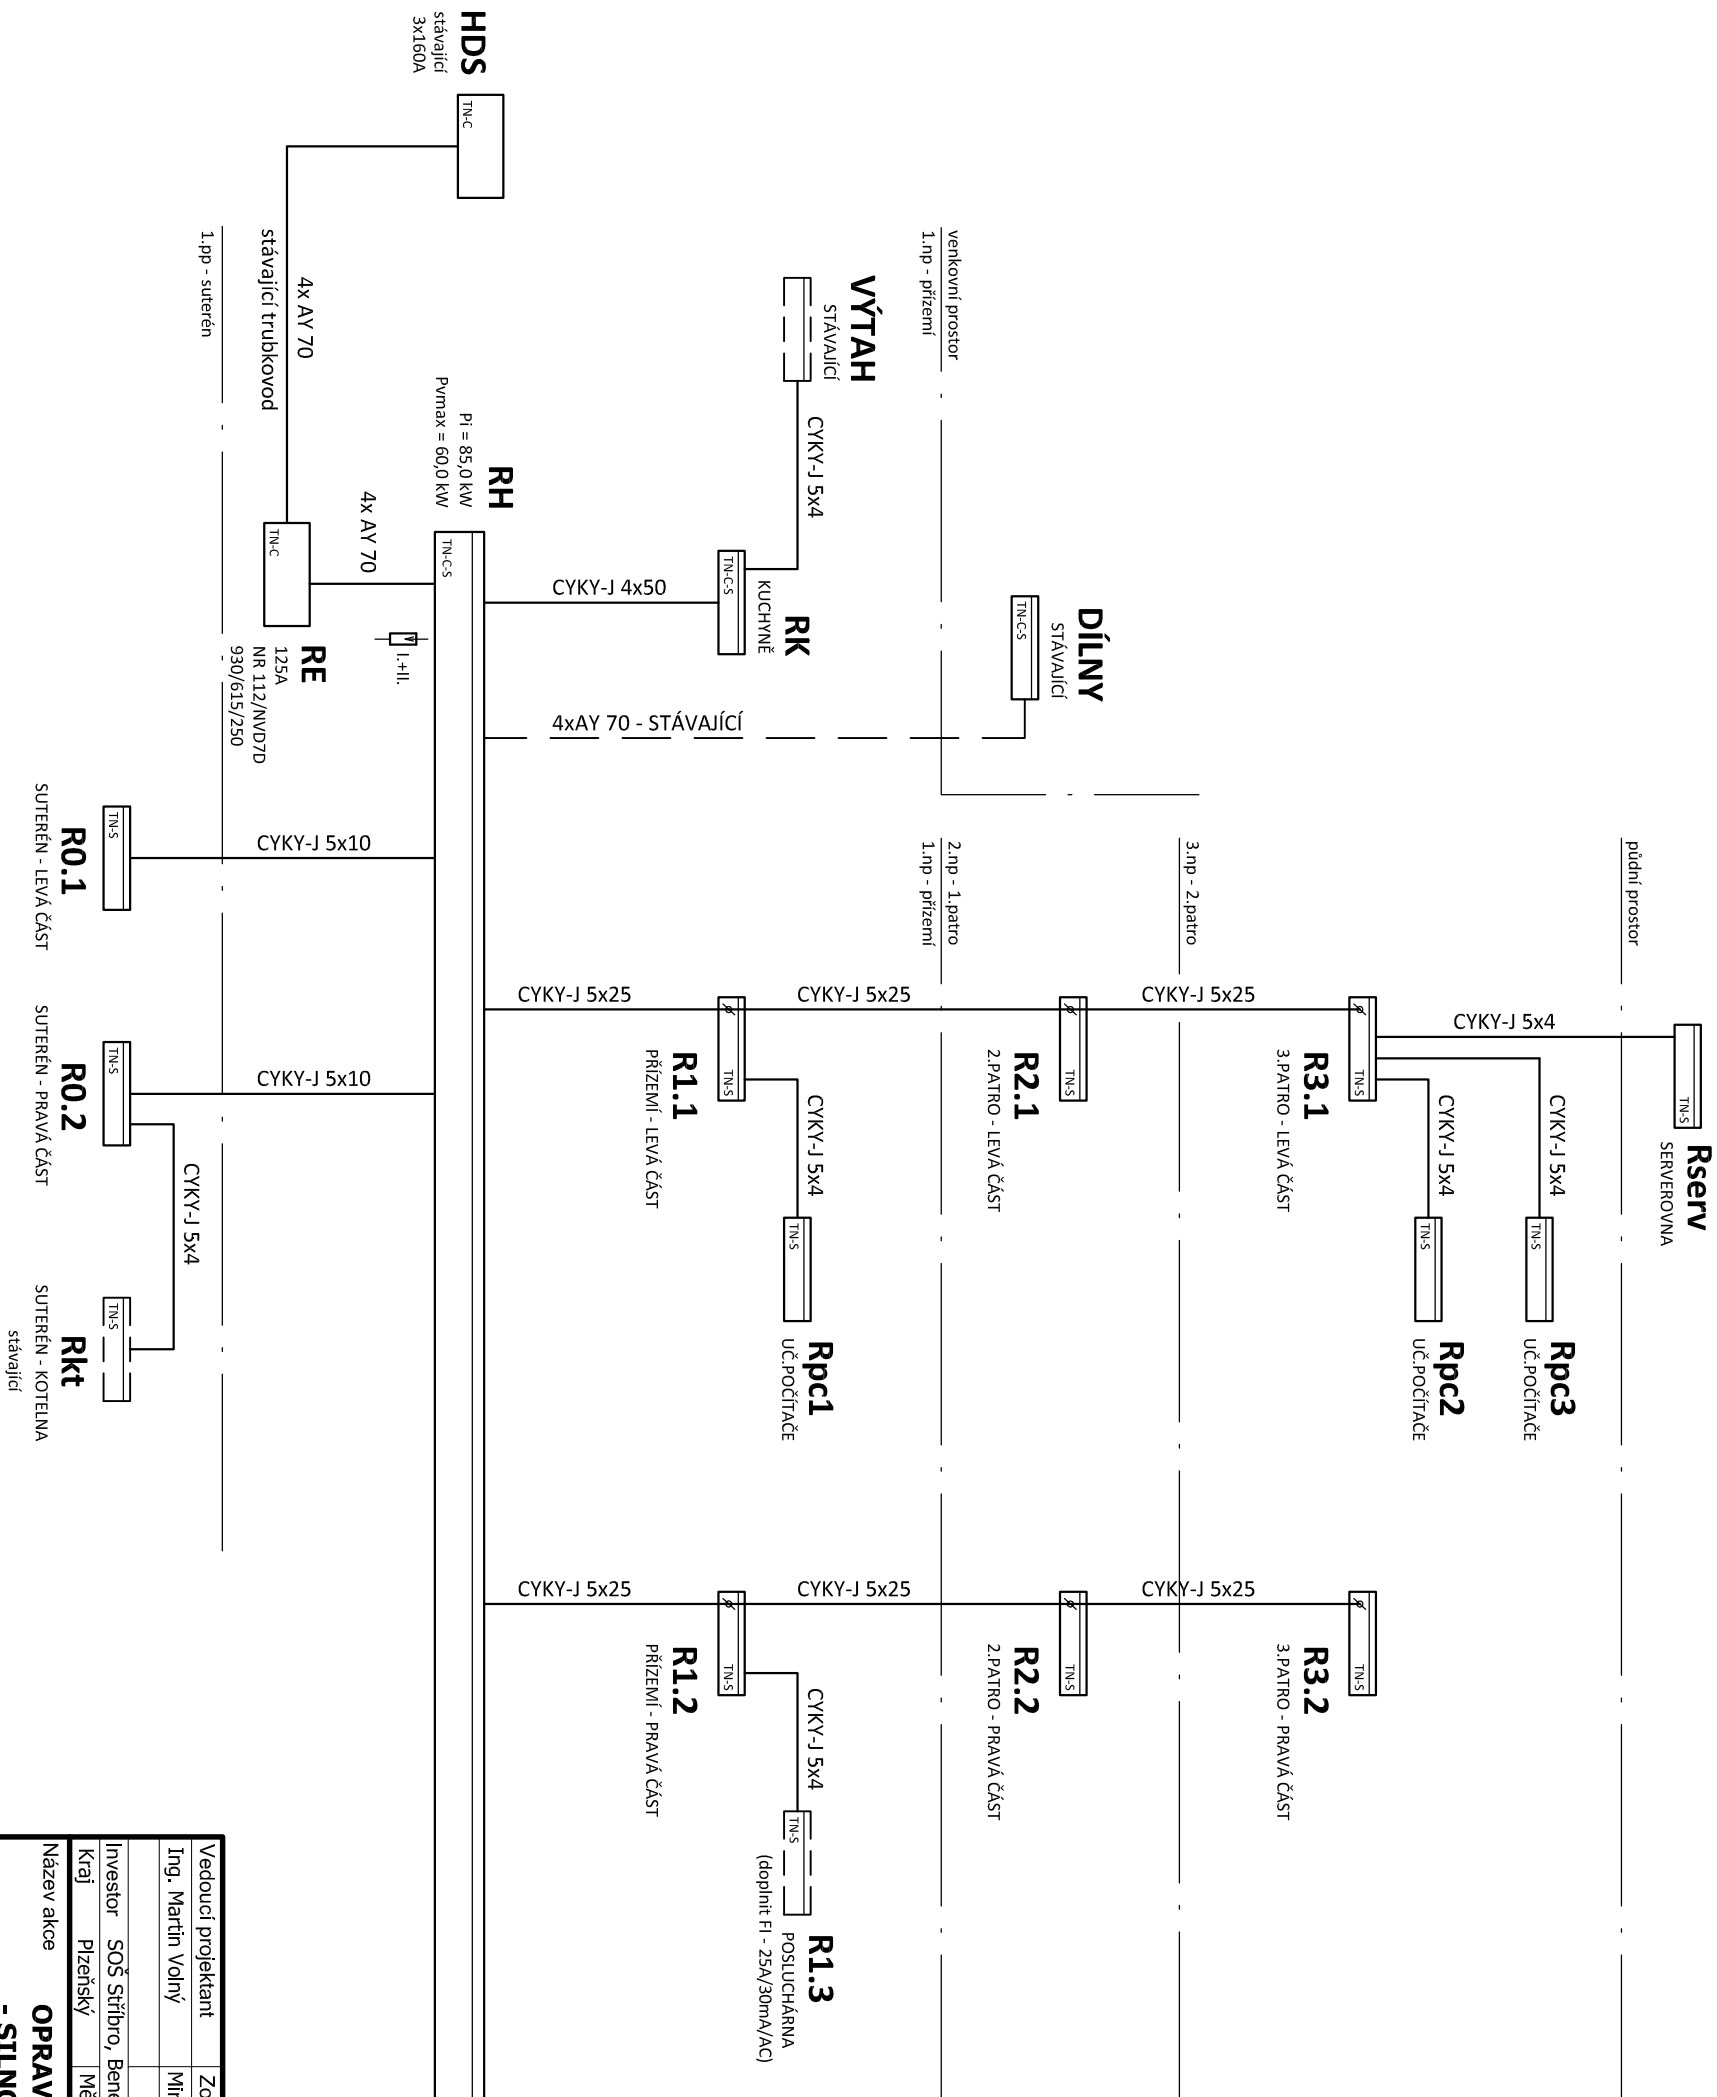 HDS
stávající
3x160A
TN-C
4x AY 70
stávající trubkovod
1.pp - suterén
venkovní prostor
1.np - přízemí
VÝTAH
STÁVAJÍCÍ
CYKY-J 5x4
TN-C-S
RK
KUCHYNĚ
CYKY-J 4x50
RH
Pi = 85,0 kW
Pvmax = 60,0 kW
TN-C-S
4x AY 70
TN-C
I.+II.
RE
125A
NR 112/NVD7D
930/615/250
DÍLNY
STÁVAJÍCÍ
TN-C-S
4xAY 70 - STÁVAJÍCÍ
půdní prostor
3.np - 2.patro
2.np - 1.patro
1.np - přízemí
TN-S
R0.1
SUTERÉN - LEVÁ ČÁST
CYKY-J 5x10
TN-S
R0.2
SUTERÉN - PRAVÁ ČÁST
CYKY-J 5x10
CYKY-J 5x4
TN-S
Rkt
SUTERÉN - KOTELNA
stávající
CYKY-J 5x25
CYKY-J 5x25
CYKY-J 5x25
CYKY-J 5x4
TN-S
Rserv
SERVEROVNA
TN-S
R3.1
3.PATRO - LEVÁ ČÁST
TN-S
R2.1
2.PATRO - LEVÁ ČÁST
TN-S
R1.1
PŘÍZEMÍ - LEVÁ ČÁST
CYKY-J 5x4
TN-S
Rpc3
UČ.POČÍTAČE
CYKY-J 5x4
TN-S
Rpc2
UČ.POČÍTAČE
CYKY-J 5x4
TN-S
Rpc1
UČ.POČÍTAČE
CYKY-J 5x25
CYKY-J 5x25
CYKY-J 5x25
TN-S
R3.2
3.PATRO - PRAVÁ ČÁST
TN-S
R2.2
2.PATRO - PRAVÁ ČÁST
TN-S
R1.2
PŘÍZEMÍ - PRAVÁ ČÁST
CYKY-J 5x4
TN-S
R1.3
POSLUCHÁRNA
(doplnit FI - 25A/30mA/AC)
Vedoucí projektant
Ing. Martin Volný
Investor SOŠ Stříbro,
Kraj Plzeňský
Název akce